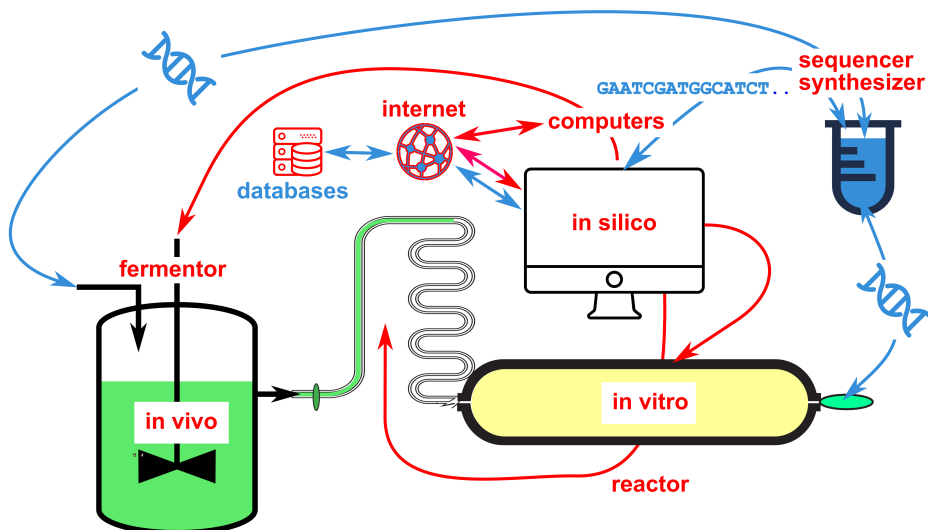 sequencer
synthesizer
GAATCGATGGCATCT..
internet
computers
databases
in silico
fermentor
in vivo
in vitro
reactor